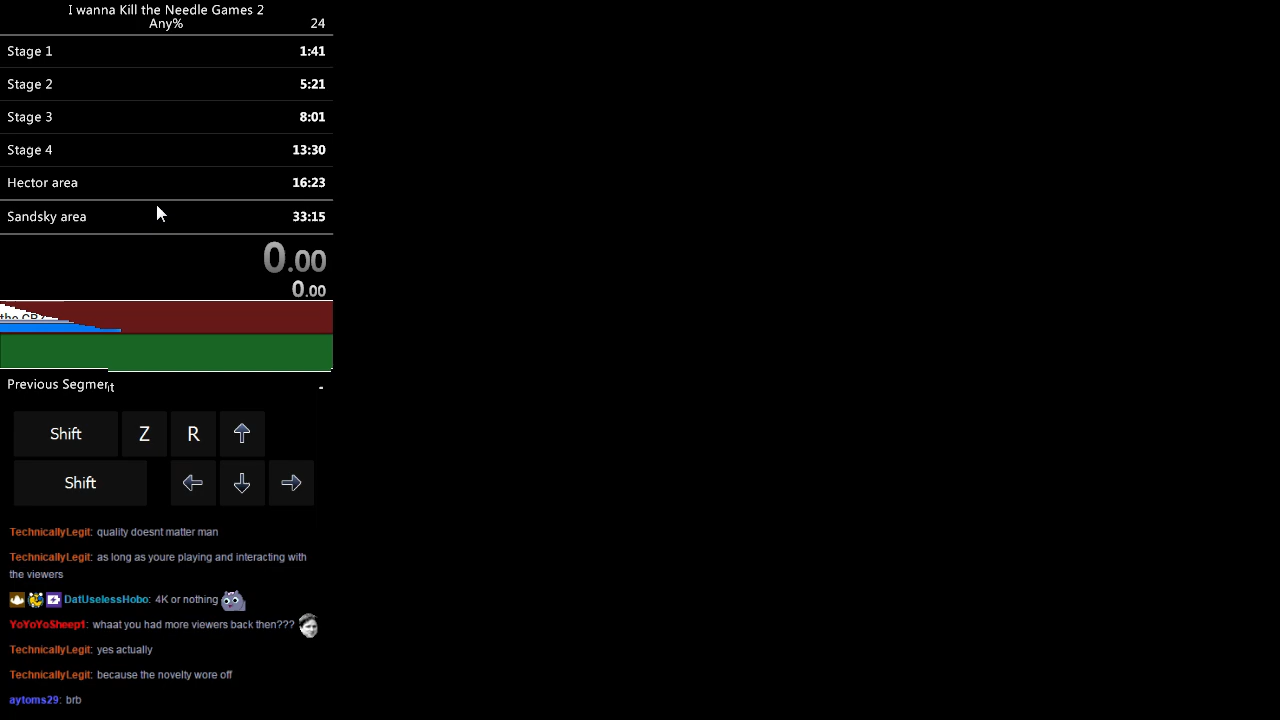 I wanna Kill the Needle Games 2
Any% 24
Stage 1 1:41
Stage 2 5:21
Stage 3 8:01
Stage 4 13:30
Hector area 16:23
Sandsky area 33:15
0.00
0.00
Previous Segment -
Shift Z R ↑
Shift ← ↓ →
TechnicallyLegit: quality doesnt matter man
TechnicallyLegit: as long as youre playing and interacting with
the viewers
DatUselessHobo: 4K or nothing
YoYoYoSheep1: whaat you had more viewers back then???
TechnicallyLegit: yes actually
TechnicallyLegit: because the novelty wore off
aytoms29: brb